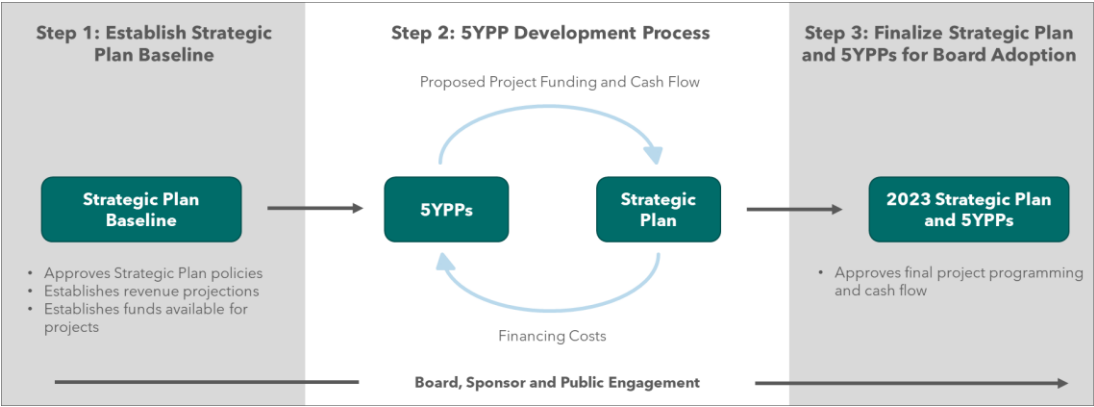 Step 1: Establish Strategic
Plan Baseline
Step 2: 5YPP Development Process
Step 3: Finalize Strategic Plan
and 5YPPs for Board Adoption
Proposed Project Funding and Cash Flow
Strategic Plan
Baseline
5YPPs
Strategic
Plan
2023 Strategic Plan
and 5YPPs
• Approves Strategic Plan policies
• Establishes revenue projections
• Establishes funds available for
projects
• Approves final project programming
and cash flow
Financing Costs
Board, Sponsor and Public Engagement